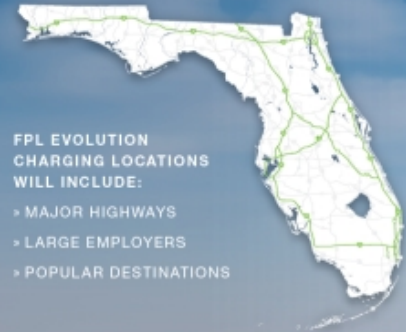 FPL EVOLUTION
CHARGING LOCATIONS
WILL INCLUDE:
» MAJOR HIGHWAYS
» LARGE EMPLOYERS
» POPULAR DESTINATIONS